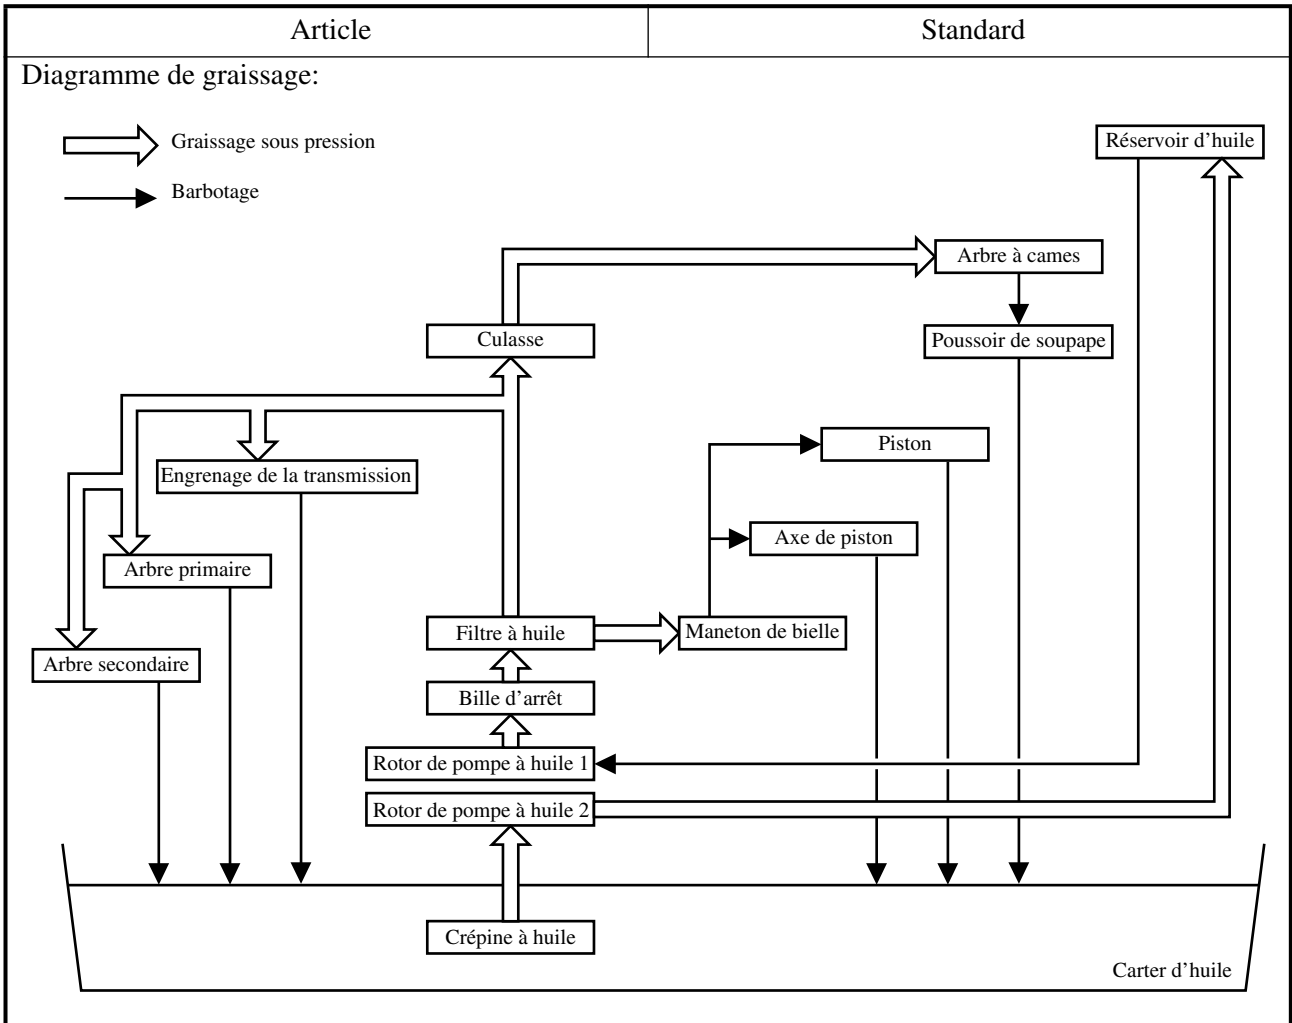 Article
Standard
Diagramme de graissage:
Graissage sous pression
Barbotage
Réservoir d’huile
Arbre à cames
Culasse
Poussoir de soupape
Piston
Engrenage de la transmission
Axe de piston
Arbre primaire
Filtre à huile
Maneton de bielle
Arbre secondaire
Bille d’arrêt
Rotor de pompe à huile 1
Rotor de pompe à huile 2
Crépine à huile
Carter d’huile